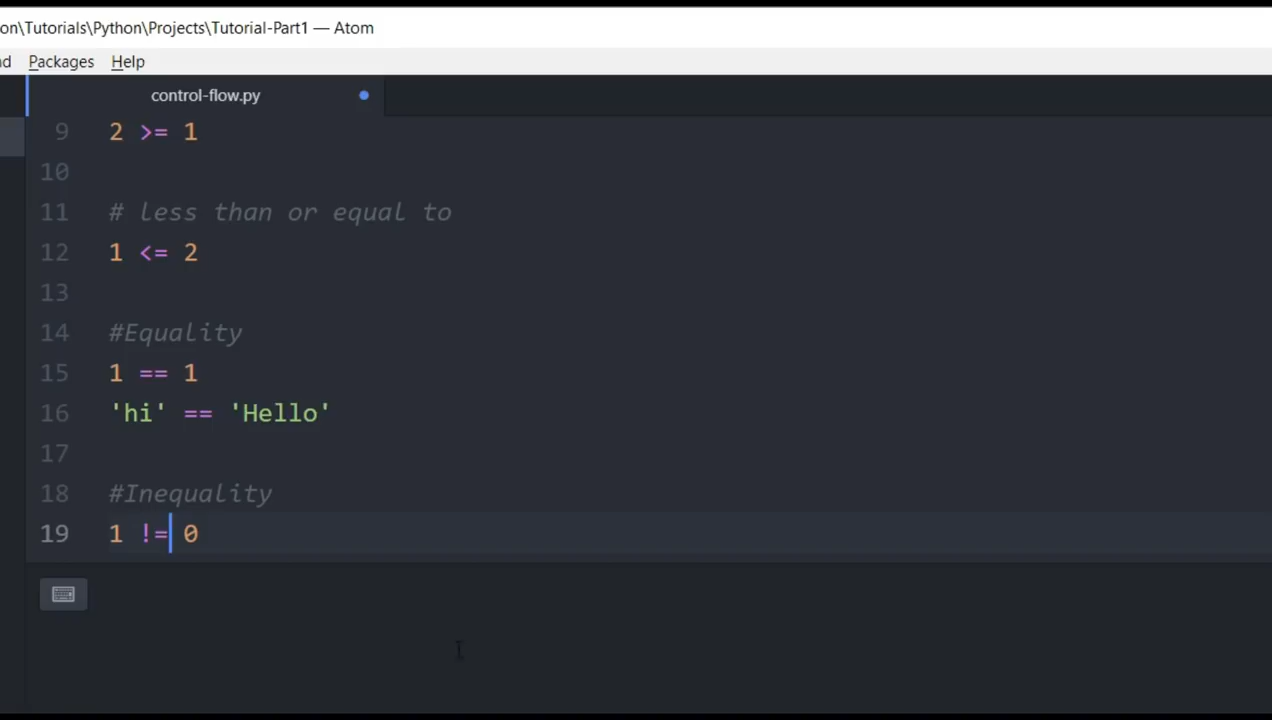 on\Tutorials\Python\Projects\Tutorial-Part1 — Atom
nd Packages Help
control-flow.py
9 2 >= 1
10
11 # less than or equal to
12 1 <= 2
13
14 #Equality
15 1 == 1
16 'hi' == 'Hello'
17
18 #Inequality
19 1 != 0